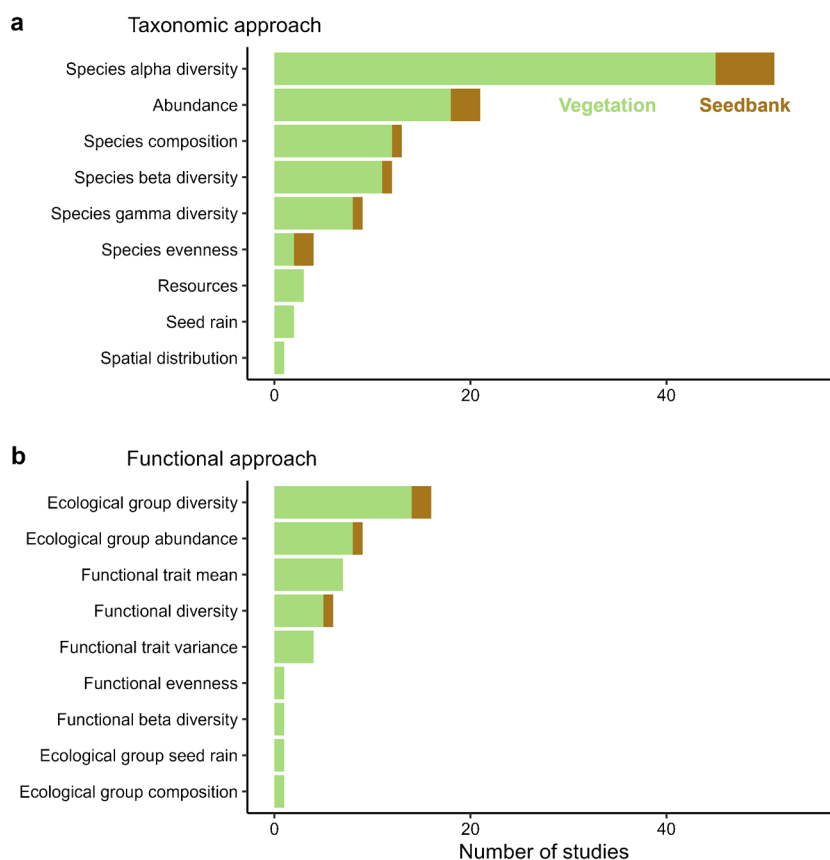 a
Taxonomic approach
Species alpha diversity
Abundance
Vegetation
Seedbank
Species composition
Species beta diversity
Species gamma diversity
Species evenness
Resources
Seed rain
Spatial distribution
0 20 40
b
Functional approach
Ecological group diversity
Ecological group abundance
Functional trait mean
Functional diversity
Functional trait variance
Functional evenness
Functional beta diversity
Ecological group seed rain
Ecological group composition
0 20 40
Number of studies